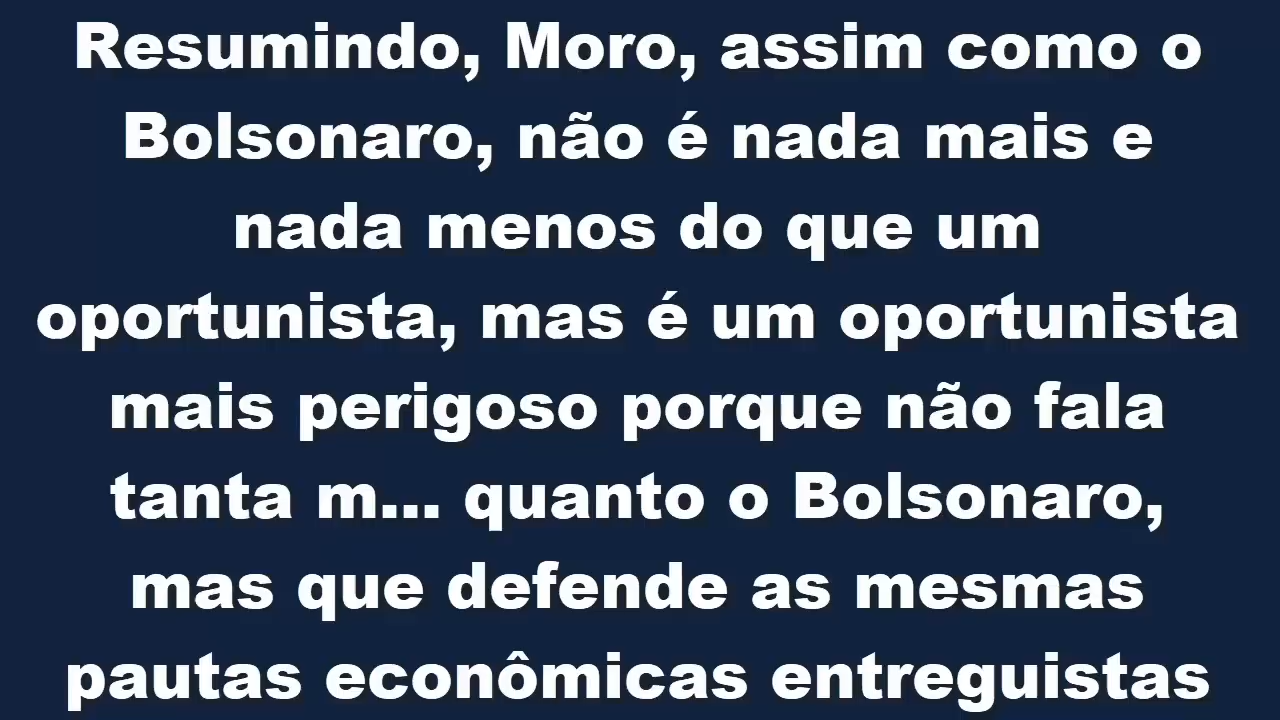 Resumindo, Moro, assim como o
Bolsonaro, não é nada mais e
nada menos do que um
oportunista, mas é um oportunista
mais perigoso porque não fala
tanta m... quanto o Bolsonaro,
mas que defende as mesmas
pautas econômicas entreguistas